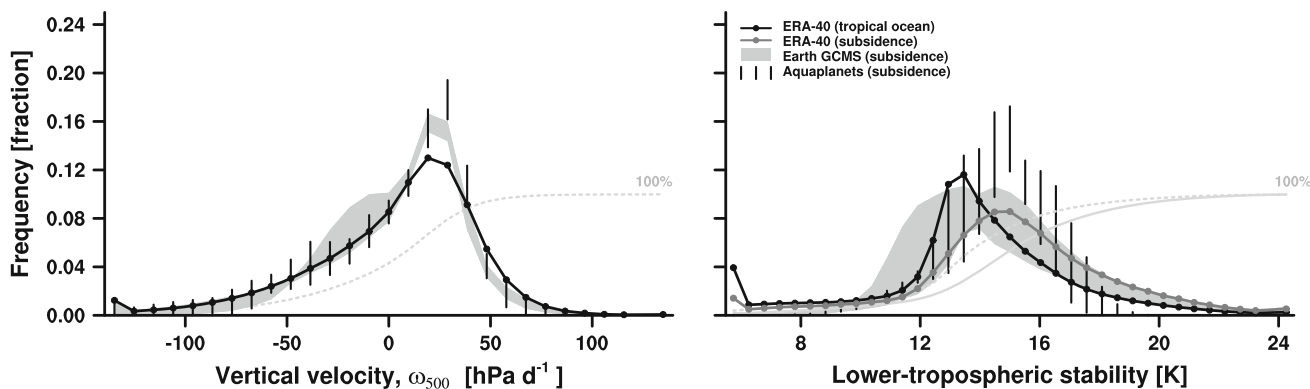 Frequency [fraction]
0.24
0.20
0.16
0.12
0.08
0.04
0.00
100%
-100 -50 0 50 100
Vertical velocity, ω500 [hPa d-1 ]
ERA-40 (tropical ocean)
ERA-40 (subsidence)
Earth GCMS (subsidence)
Aquaplanets (subsidence)
100%
8 12 16 20 24
Lower-tropospheric stability [K]